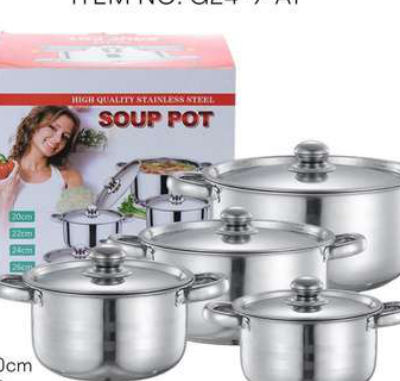 HIGH QUALITY STAINLESS STEEL
SOUP POT
20cm
22cm
24cm
26cm
0cm